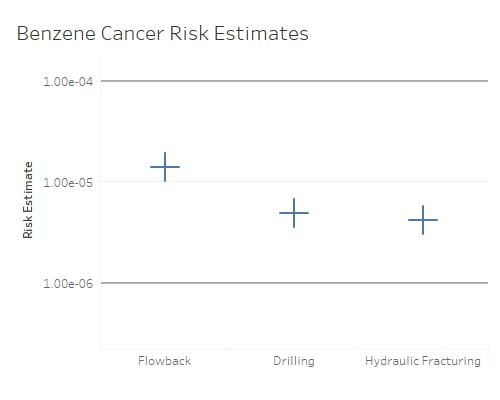 Benzene Cancer Risk Estimates
1.00e-04
1.00e-05
1.00e-06
Risk Estimate
Flowback
Drilling
Hydraulic Fracturing